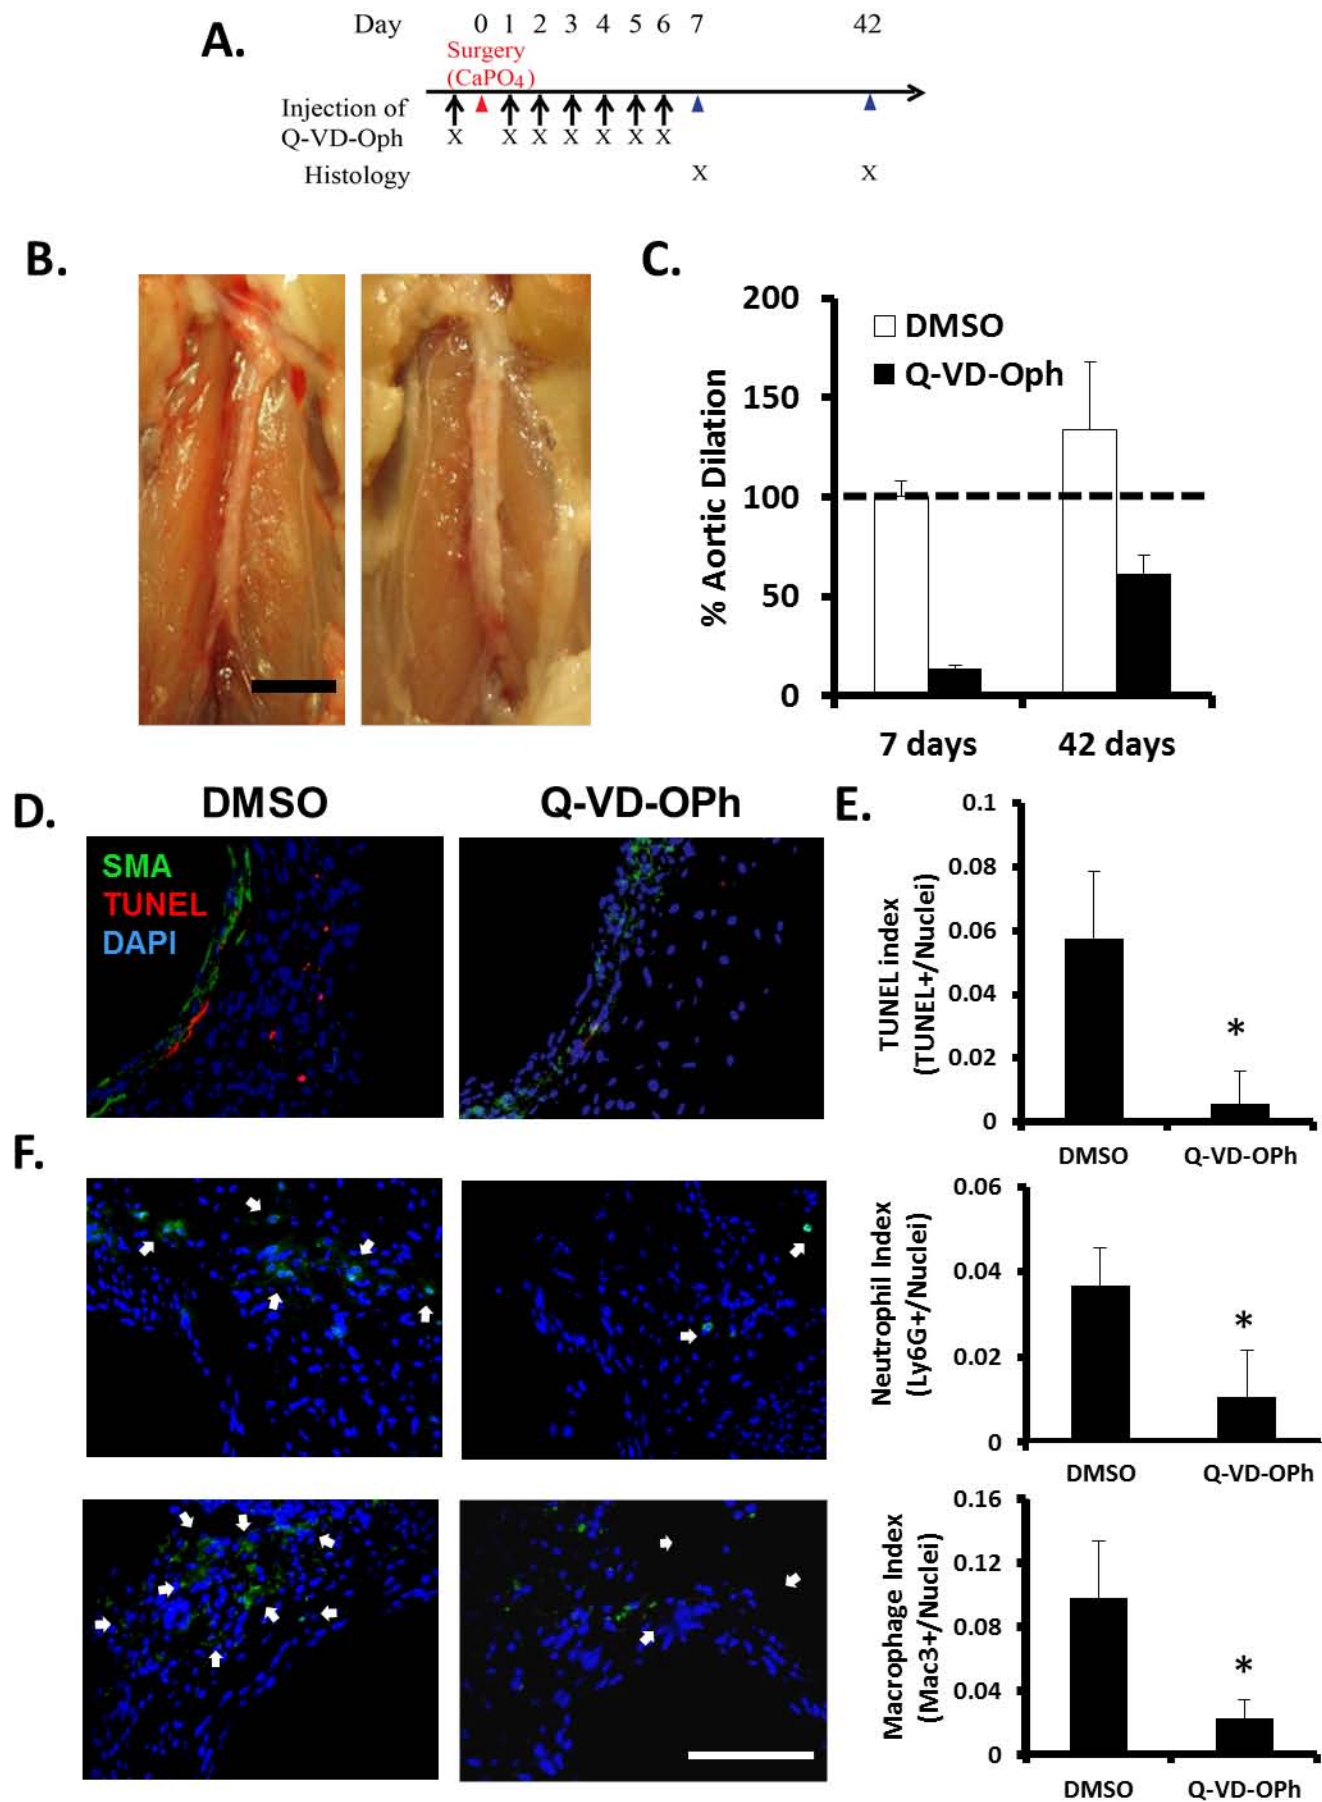 A.
Day 0 1 2 3 4 5 6 7 42
Surgery
(CaPO₄)
Injection of
Q-VD-Oph X X X X X X X
Histology X X
B.
C.
200
150
100
50
0
% Aortic Dilation
DMSO
Q-VD-Oph
7 days 42 days
D.
DMSO Q-VD-OPh
SMA
TUNEL
DAPI
E.
0.1
0.08
0.06
0.04
0.02
0
TUNEL index
(TUNEL+/Nuclei)
*
DMSO Q-VD-OPh
F.
0.06
0.04
0.02
0
Neutrophil Index
(Ly6G+/Nuclei)
*
DMSO Q-VD-OPh
0.16
0.12
0.08
0.04
0
Macrophage Index
(Mac3+/Nuclei)
*
DMSO Q-VD-OPh